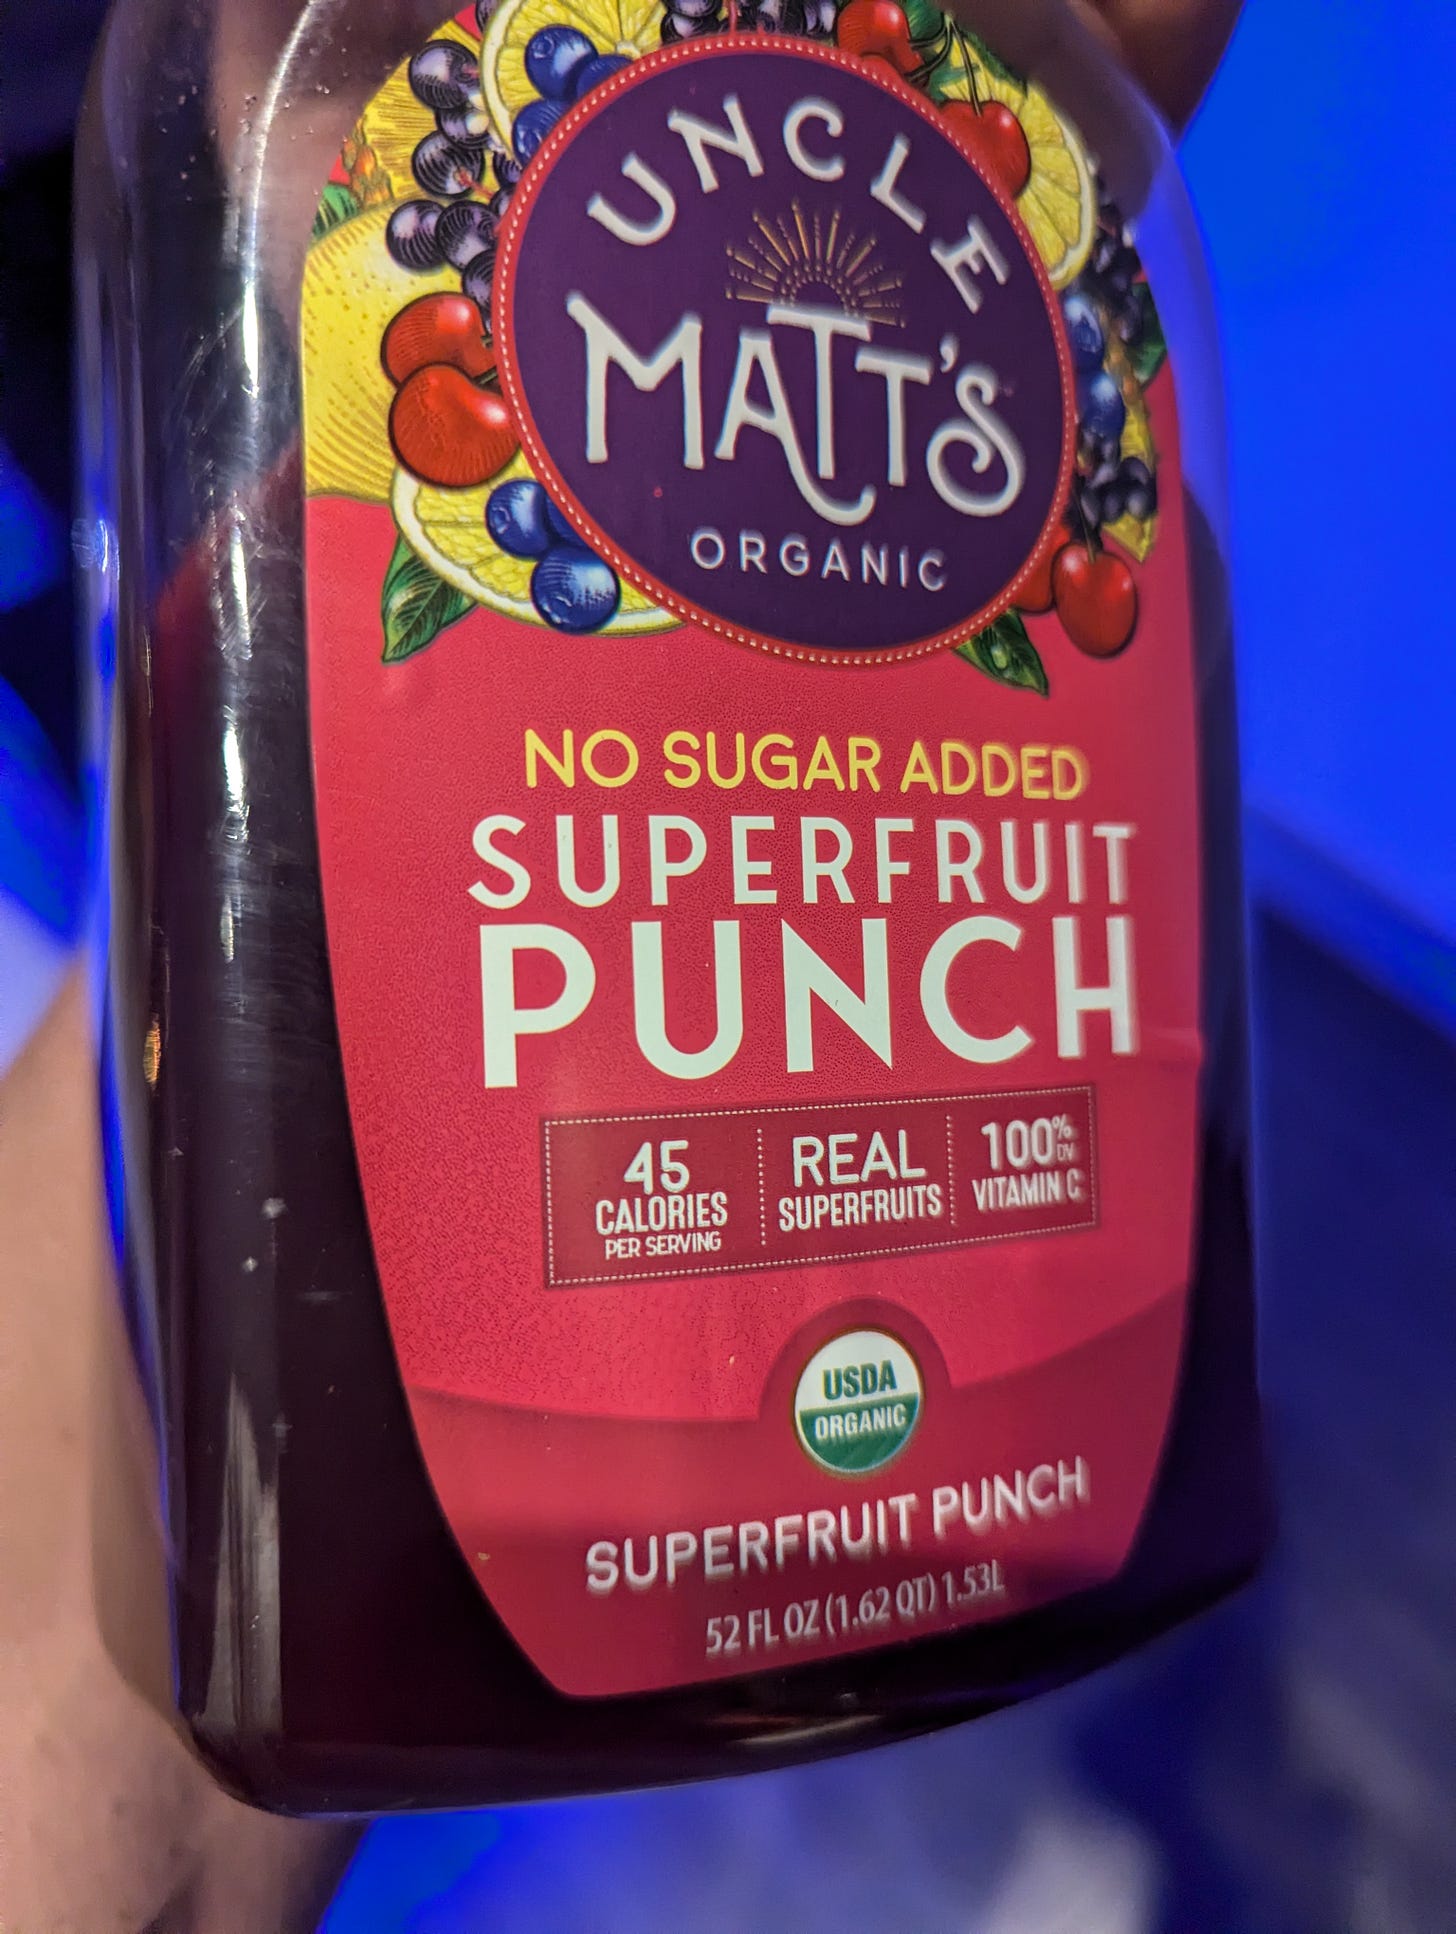 UNCLE
MATT'S
ORGANIC
NO SUGAR ADDED
SUPERFRUIT
PUNCH
45
CALORIES
PER SERVING
REAL
SUPERFRUITS
100% DV
VITAMIN C
USDA
ORGANIC
SUPERFRUIT PUNCH
52 FL OZ (1.62 QT) 1.53L